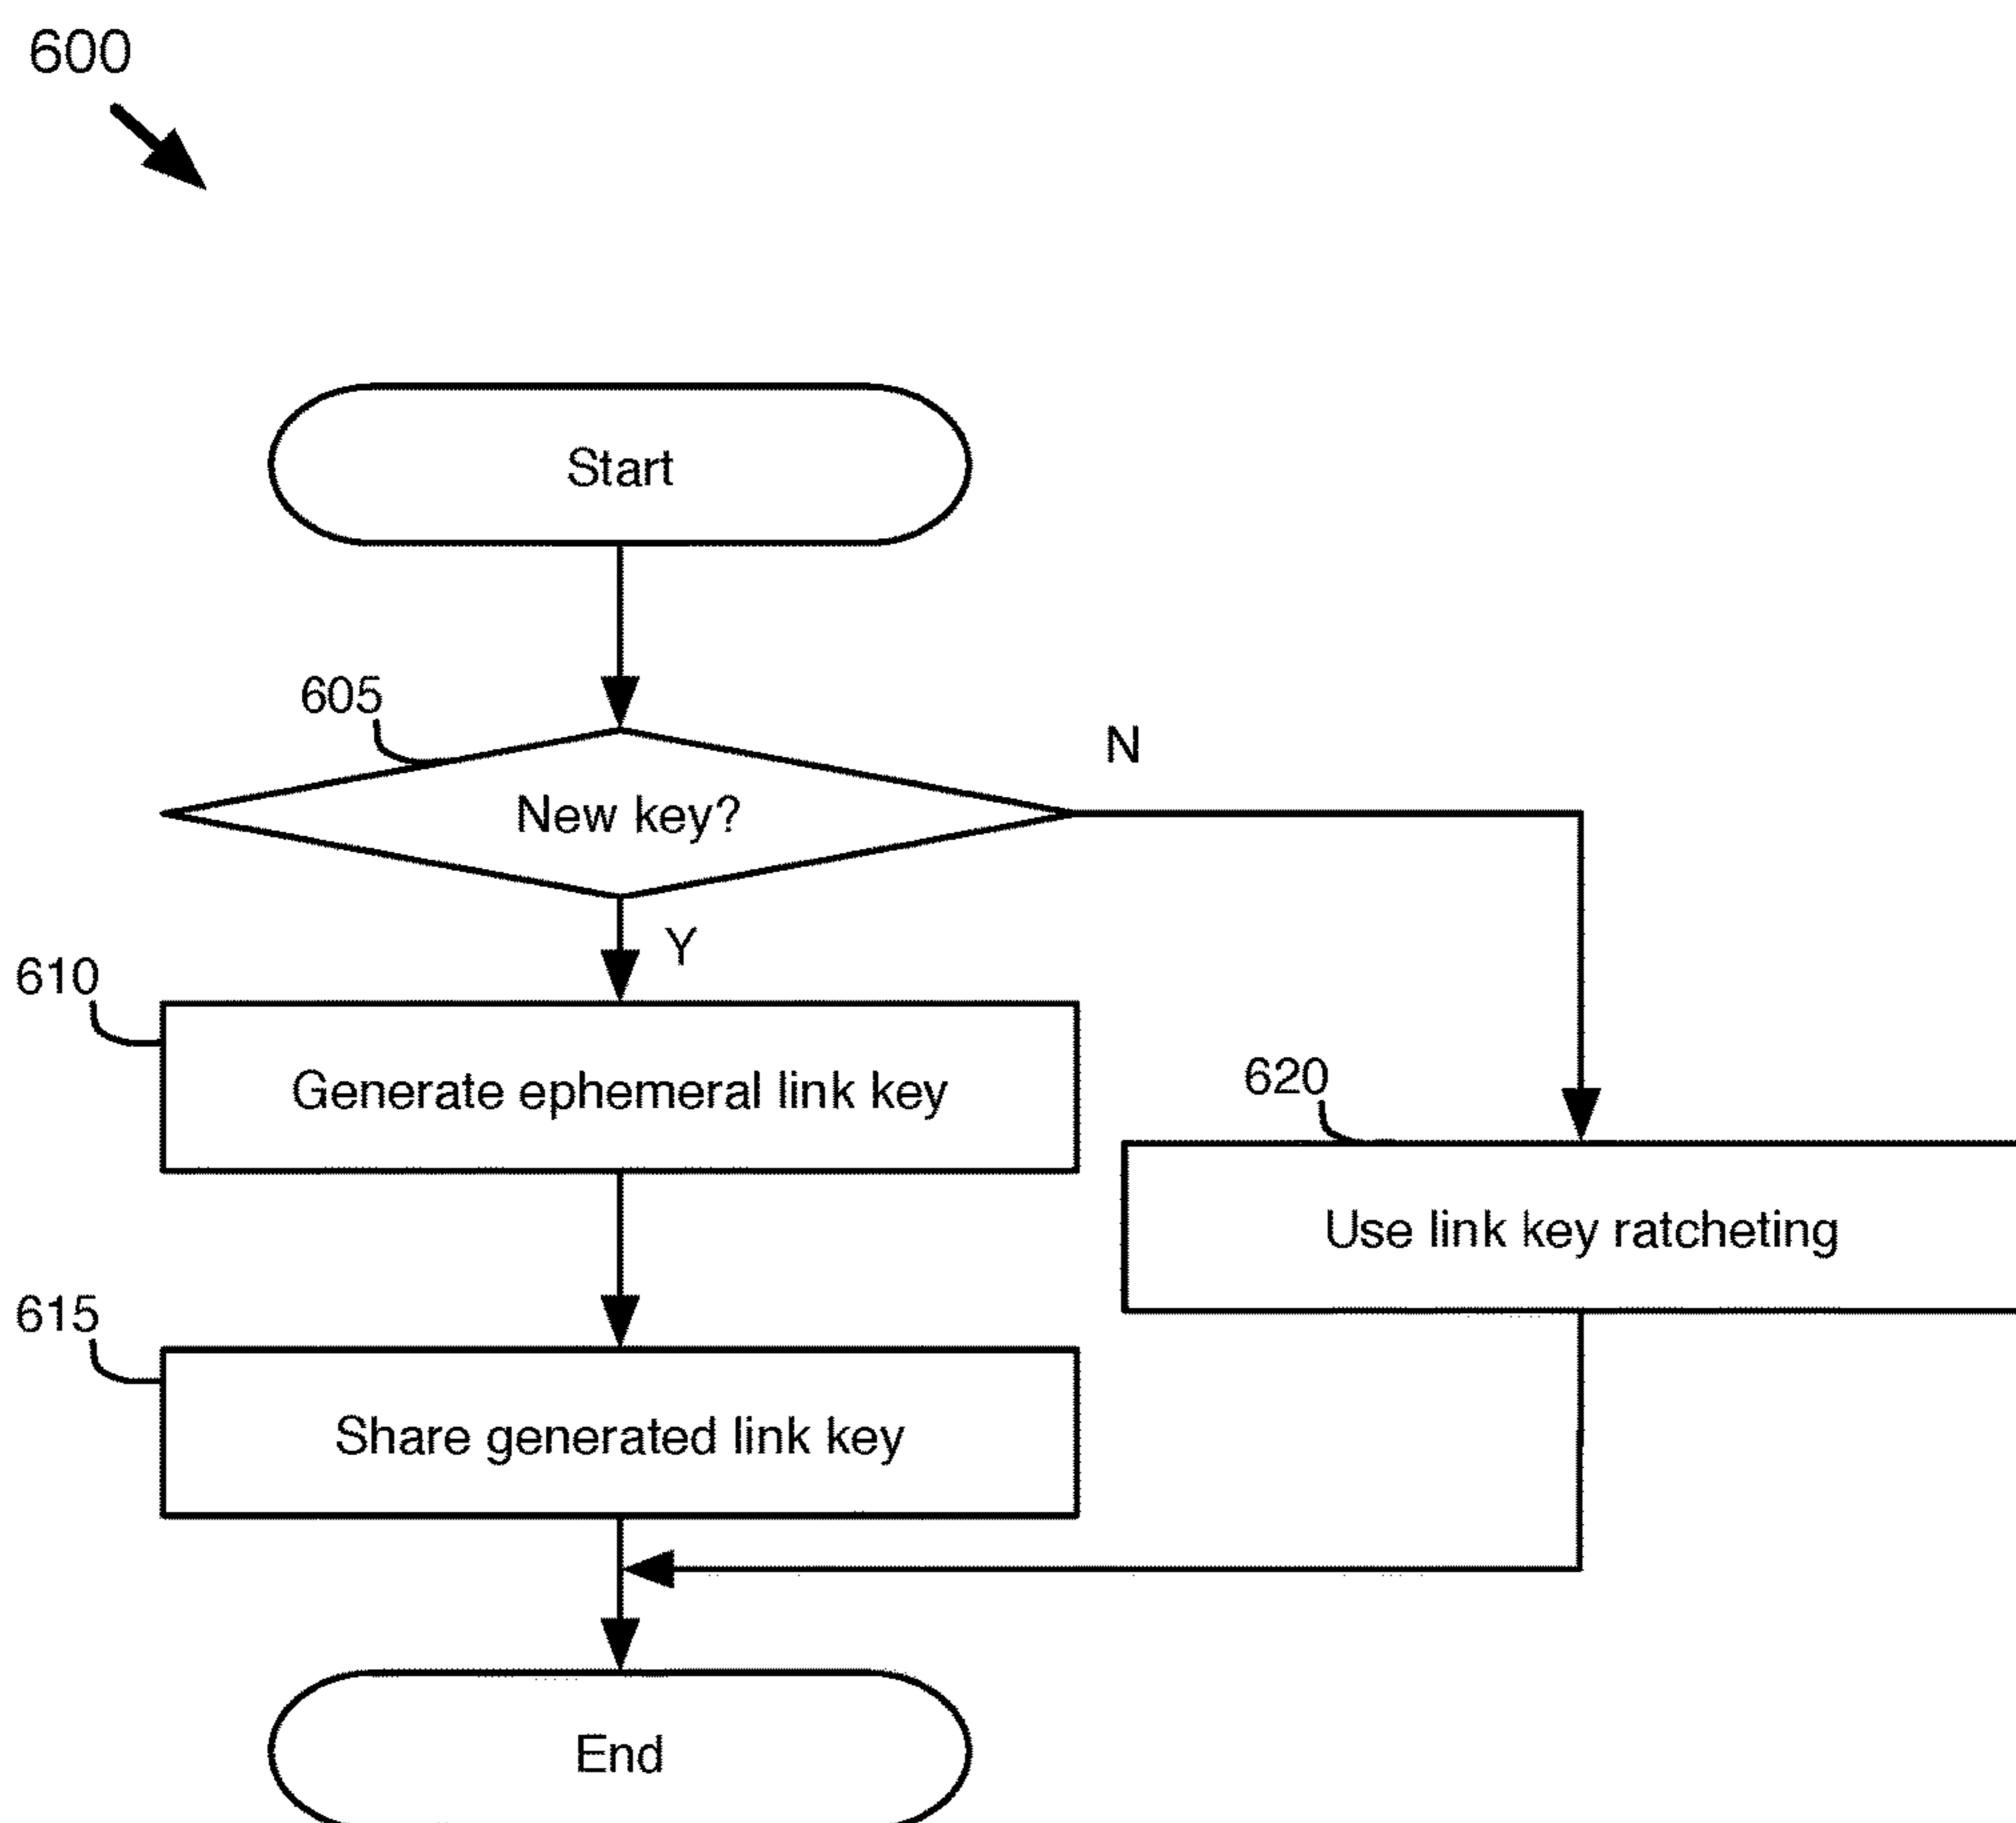 600
Start
605
New key?
N
Y
610
Generate ephemeral link key
620
Use link key ratcheting
615
Share generated link key
End